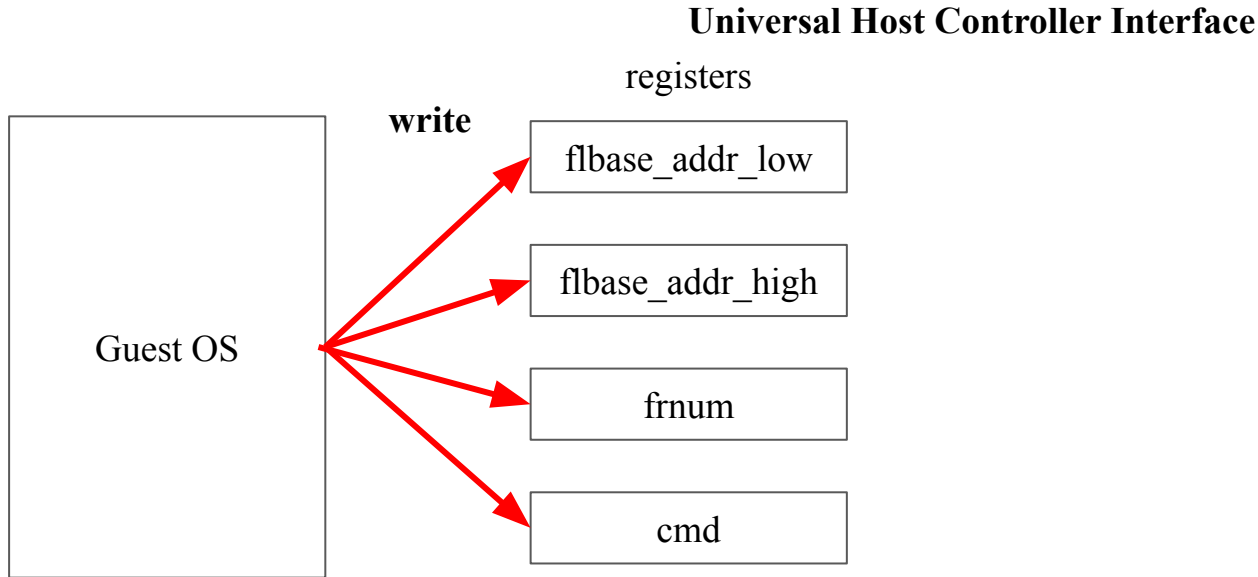 Universal Host Controller Interface
registers
write
flbase_addr_low
flbase_addr_high
Guest OS
frnum
cmd